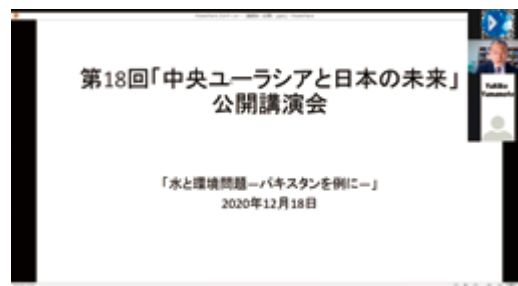 第18回「中央ユーラシアと日本の未来」
公開講演会
「水と環境問題―パキスタンを例に―」
2020年12月18日
Yukiko
Yamamoto